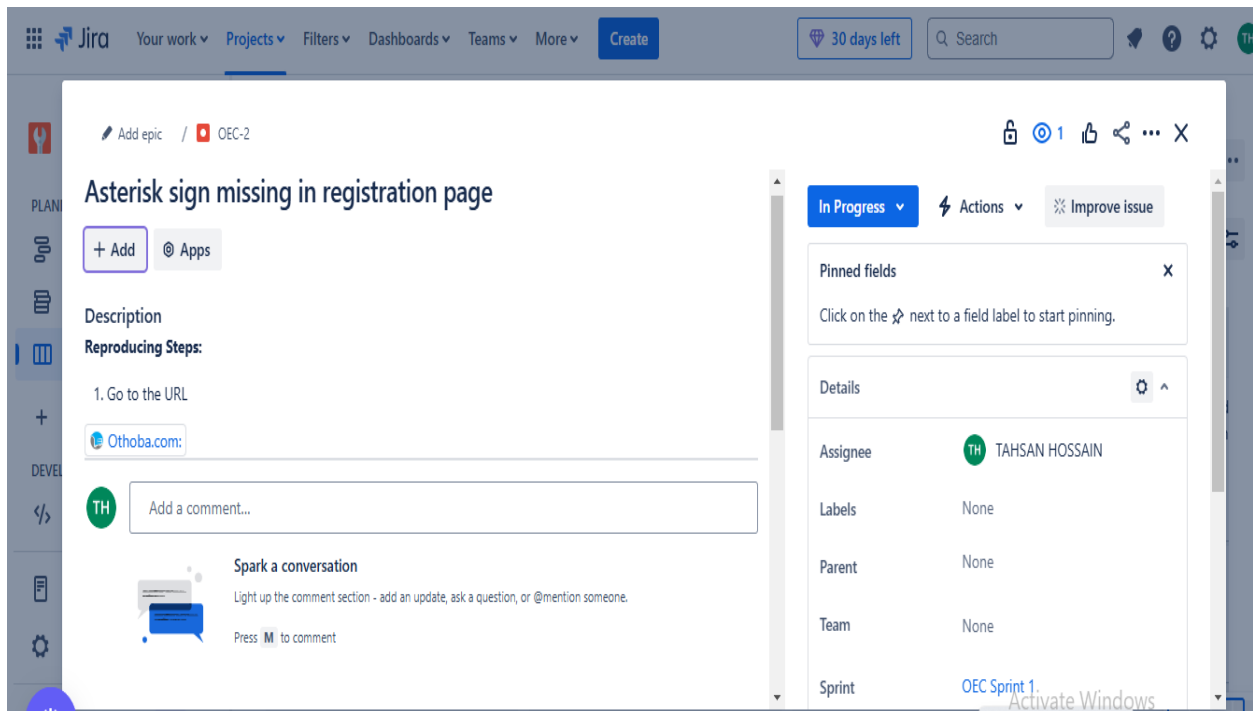 Jira Your work Projects Filters Dashboards Teams More Create 30 days left Search TH
Add epic / OEC-2 1
Asterisk sign missing in registration page
In Progress Actions Improve issue
PLAN
+ Add Apps
Pinned fields
Click on the next to a field label to start pinning.
Description
Reproducing Steps:
1. Go to the URL
Othoba.com:
Details
Assignee TH TAHSAN HOSSAIN
DEVEL
TH Add a comment...
Labels None
Spark a conversation
Light up the comment section - add an update, ask a question, or @mention someone.
Press M to comment
Parent None
Team None
Sprint OEC Sprint 1
Activate Windows